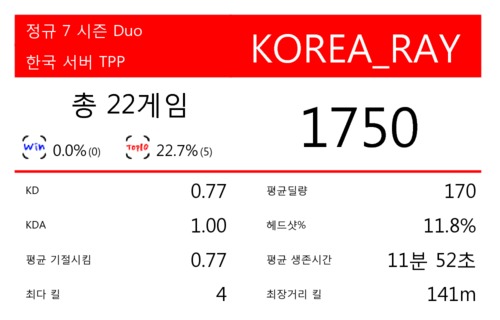 정규 7 시즌 Duo
한국 서버 TPP
KOREA_RAY
총 22게임
Win 0.0% (0) TOP10 22.7% (5)
1750
KD 0.77
KDA 1.00
평균 기절시킴 0.77
최다 킬 4
평균딜량 170
헤드샷% 11.8%
평균 생존시간 11분 52초
최장거리 킬 141m